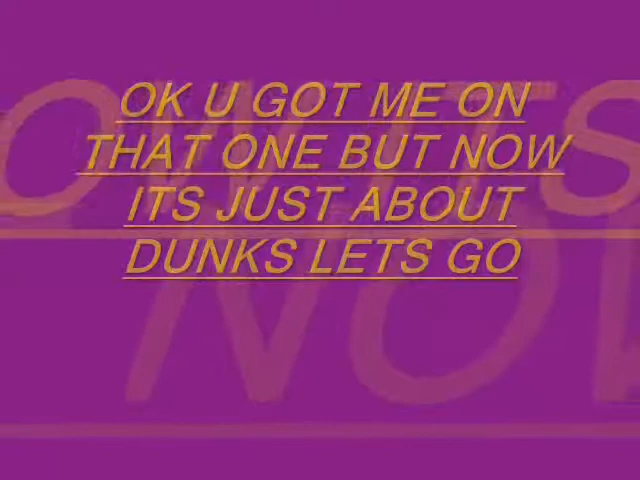 OK U GOT ME ON
THAT ONE BUT NOW
ITS JUST ABOUT
DUNKS LETS GO